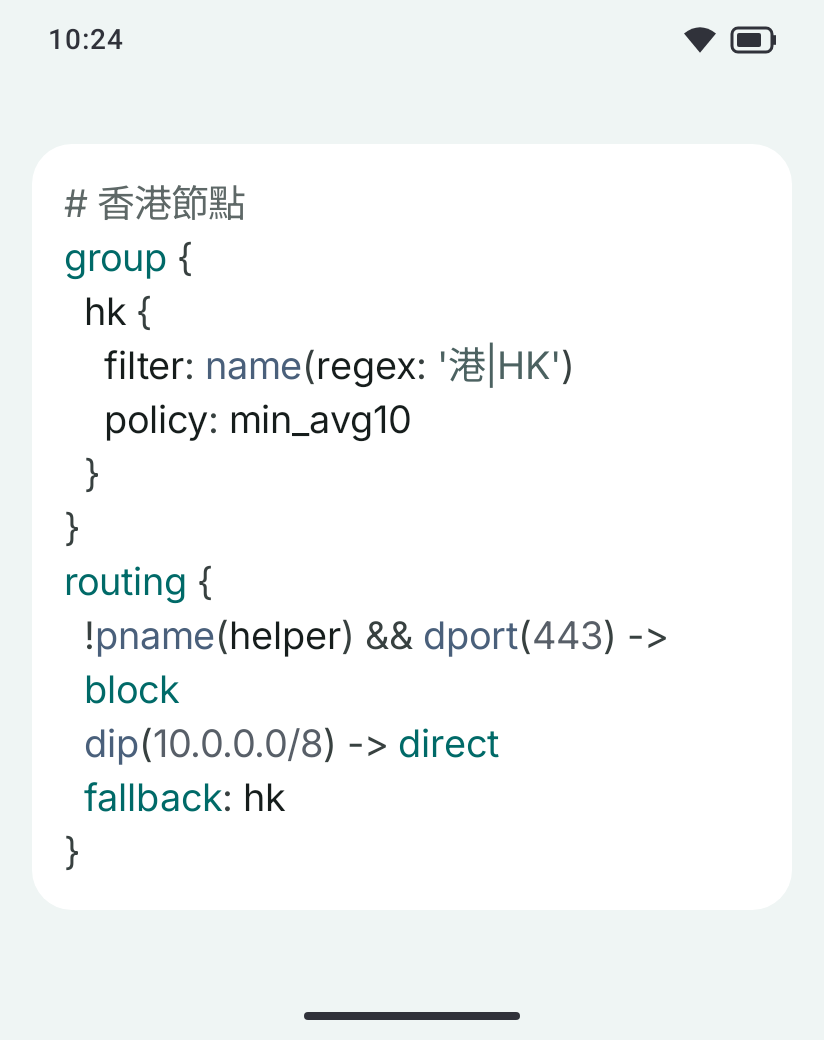 10:24
# 香港節點
group {
  hk {
    filter: name(regex: '港|HK')
    policy: min_avg10
  }
}
routing {
  !pname(helper) && dport(443) ->
  block
  dip(10.0.0.0/8) -> direct
  fallback: hk
}